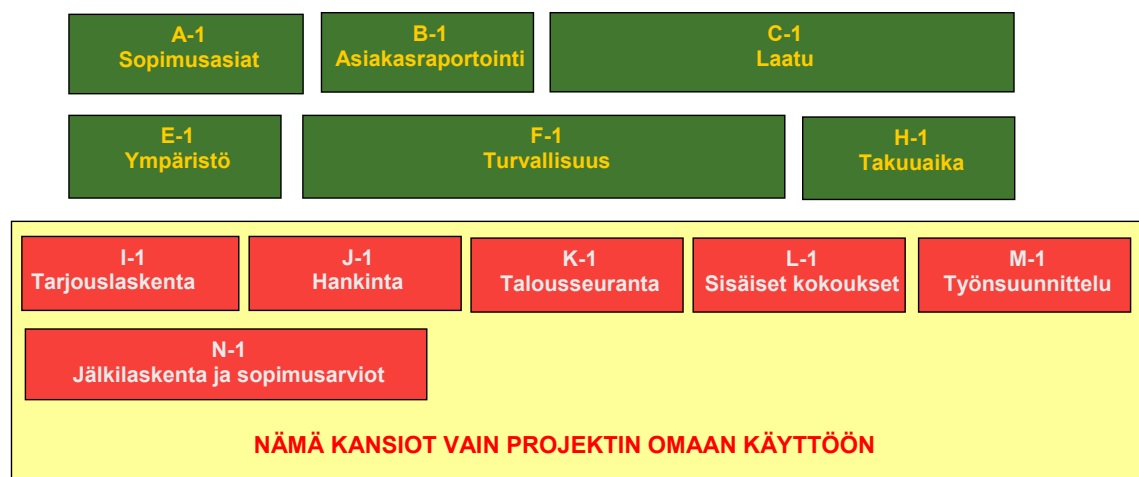 A-1
Sopimusasiat
B-1
Asiakasraportointi
C-1
Laatu
E-1
Ympäristö
F-1
Turvallisuus
H-1
Takuuaika
I-1
Tarjouslaskenta
J-1
Hankinta
K-1
Talousseuranta
L-1
Sisäiset kokoukset
M-1
Työnsuunnittelu
N-1
Jälkilaskenta ja sopimusarviot
NÄMÄ KANSIOT VAIN PROJEKTIN OMAAN KÄYTTÖÖN